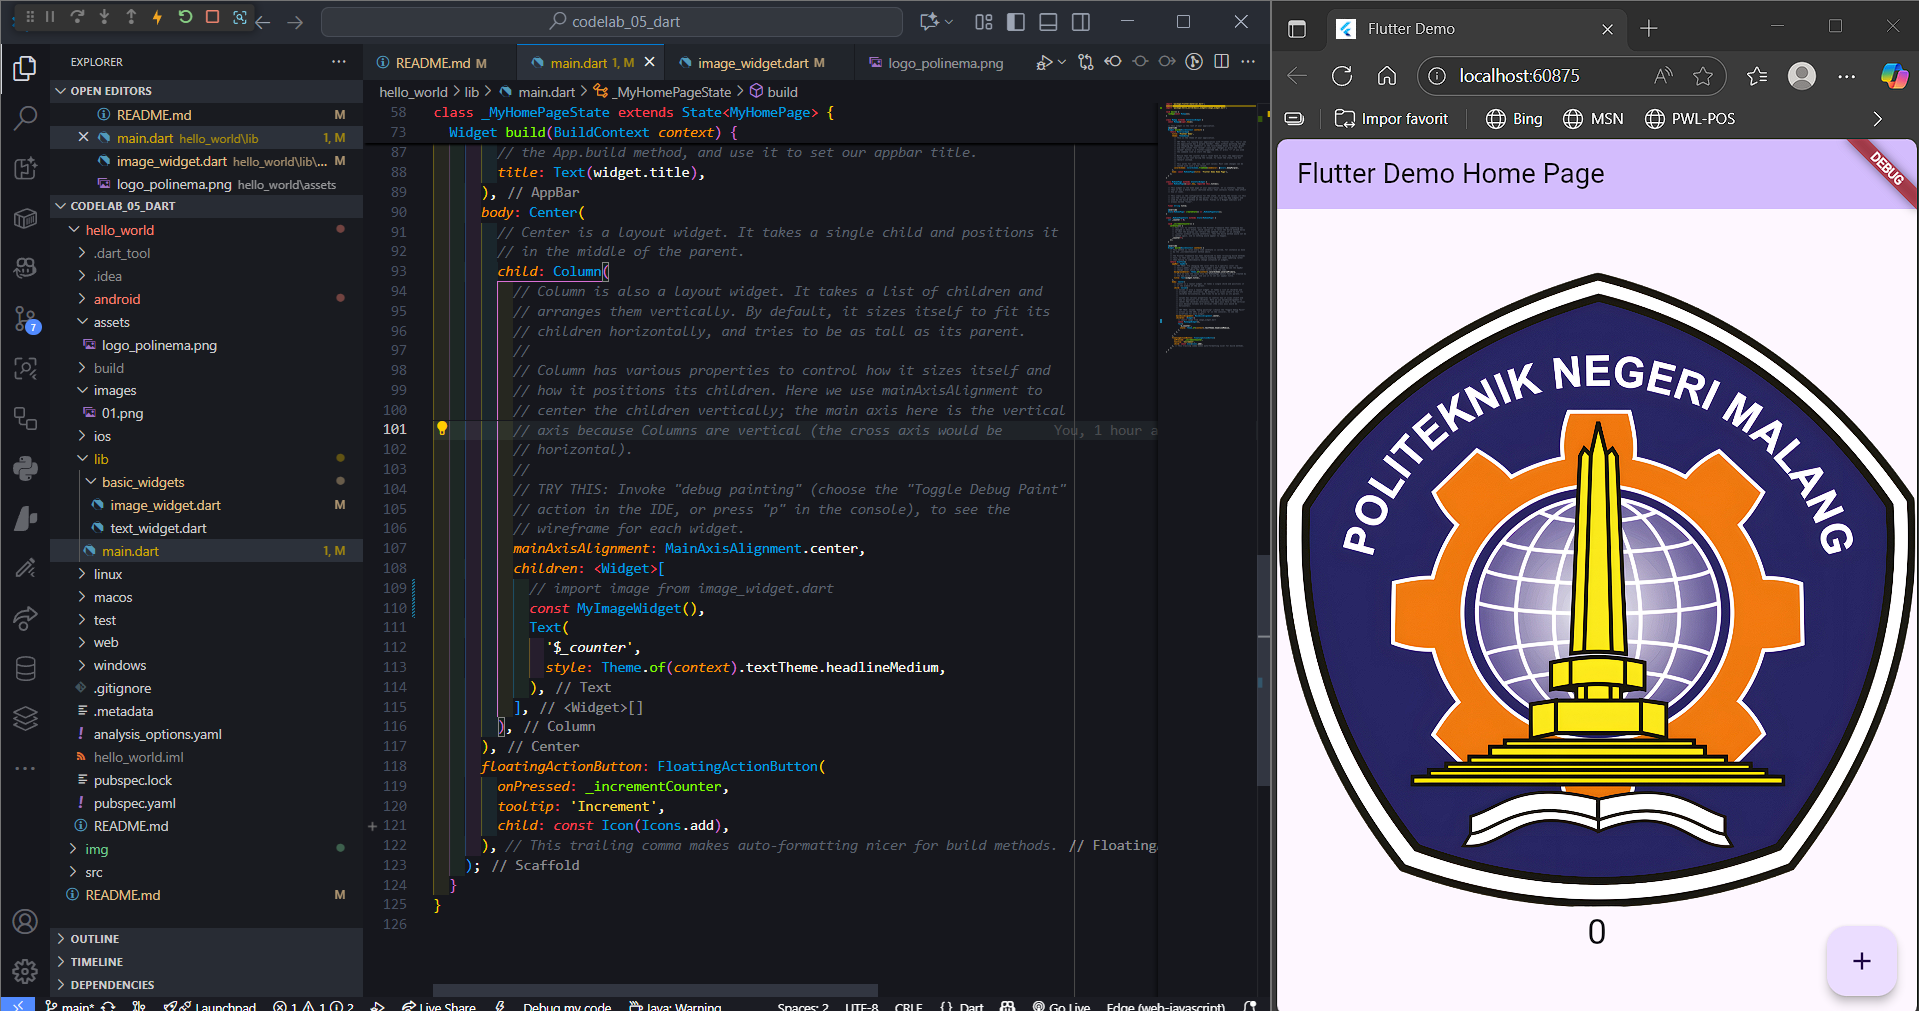 codelab_05_dart
EXPLORER
OPEN EDITORS
README.md M
main.dart hello_world\lib 1, M
image_widget.dart hello_world\lib\... M
logo_polinema.png hello_world\assets
CODELAB_05_DART
hello_world
.dart_tool
.idea
android
assets
logo_polinema.png
build
images
01.png
ios
lib
basic_widgets
image_widget.dart M
text_widget.dart
main.dart 1, M
linux
macos
test
web
windows
.gitignore
.metadata
analysis_options.yaml
hello_world.iml
pubspec.lock
pubspec.yaml
README.md
img
src
README.md M
OUTLINE
TIMELINE
DEPENDENCIES
7
README.md M
main.dart 1, M
image_widget.dart M
logo_polinema.png
hello_world > lib > main.dart > _MyHomePageState > build
58 class _MyHomePageState extends State<MyHomePage> {
73 Widget build(BuildContext context) {
87 // the App.build method, and use it to set our appbar title.
88 title: Text(widget.title),
89 ), // AppBar
90 body: Center(
91 // Center is a layout widget. It takes a single child and positions it
92 // in the middle of the parent.
93 child: Column(
94 // Column is also a layout widget. It takes a list of children and
95 // arranges them vertically. By default, it sizes itself to fit its
96 // children horizontally, and tries to be as tall as its parent.
97 //
98 // Column has various properties to control how it sizes itself and
99 // how it positions its children. Here we use mainAxisAlignment to
100 // center the children vertically; the main axis here is the vertical
101 // axis because Columns are vertical (the cross axis would be You, 1 hour a
102 // horizontal).
103 //
104 // TRY THIS: Invoke "debug painting" (choose the "Toggle Debug Paint"
105 // action in the IDE, or press "p" in the console), to see the
106 // wireframe for each widget.
107 mainAxisAlignment: MainAxisAlignment.center,
108 children: <Widget>[
109 // import image from image_widget.dart
110 const MyImageWidget(),
111 Text(
112 '$_counter',
113 style: Theme.of(context).textTheme.headlineMedium,
114 ), // Text
115 ], // <Widget>[]
116 ), // Column
117 ), // Center
118 floatingActionButton: FloatingActionButton(
119 onPressed: _incrementCounter,
120 tooltip: 'Increment',
121 child: const Icon(Icons.add),
122 ), // This trailing comma makes auto-formatting nicer for build methods. // Floating
123 ); // Scaffold
124 }
125 }
126
main* Launchpad 1 1 2 Live Share Debug my code Java: Warning Spaces: 2 UTF-8 CRLF {} Dart Go Live Edge (web-javascript)
Flutter Demo
localhost:60875
Impor favorit Bing MSN PWL-POS
Flutter Demo Home Page
DEBUG
POLITEKNIK NEGERI MALANG
0
+